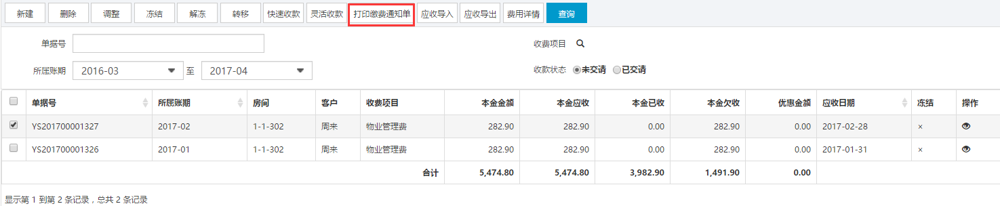 新建 删除 调整 冻结 解冻 转移 快速收款 灵活收款 打印缴费通知单 应收导入 应收导出 费用详情 查询
单据号 收费项目
所属账期 2016-03 至 2017-04 收款状态 未交请 已交请
单据号 所属账期 房间 客户 收费项目 本金金额 本金应收 本金已收 本金欠收 优惠金额 应收日期 冻结 操作
YS201700001327 2017-02 1-1-302 周来 物业管理费 282.90 282.90 0.00 282.90 0.00 2017-02-28 ×
YS201700001326 2017-01 1-1-302 周来 物业管理费 282.90 282.90 0.00 282.90 0.00 2017-01-31 ×
合计 5,474.80 5,474.80 3,982.90 1,491.90 0.00
显示第 1 到第 2 条记录，总共 2 条记录